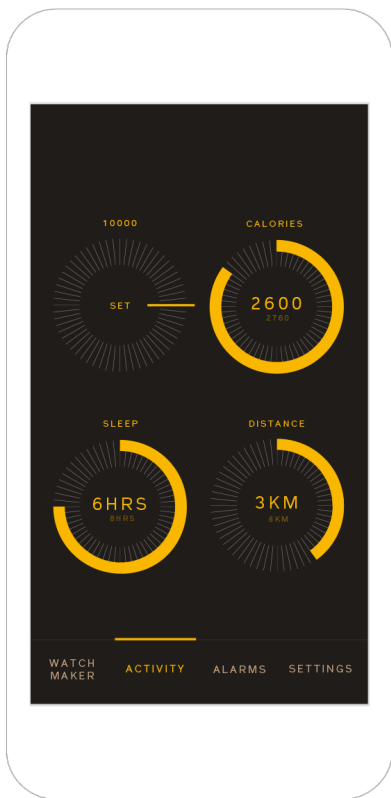 10000
CALORIES
SET
2600
2760
SLEEP
DISTANCE
6HRS
8HRS
3KM
8KM
WATCH
MAKER
ACTIVITY
ALARMS
SETTINGS